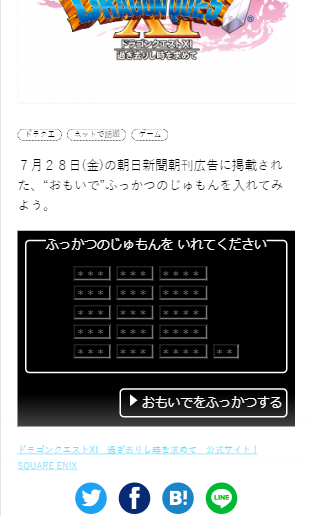 DRAGON QUEST
XI
ドラゴンクエストXI
過ぎ去りし時を求めて
ドラクエ ネットで話題 ゲーム
７月２８日(金)の朝日新聞朝刊広告に掲載され
た、“おもいで”ふっかつのじゅもんを入れてみ
よう。
ふっかつのじゅもんを いれてください
*** *** ****
*** *** ****
*** *** ****
*** *** ****
*** *** **** **
おもいでをふっかつする
ドラゴンクエストXI 過ぎ去りし時を求めて 公式サイト |
SQUARE ENIX
B!
LINE